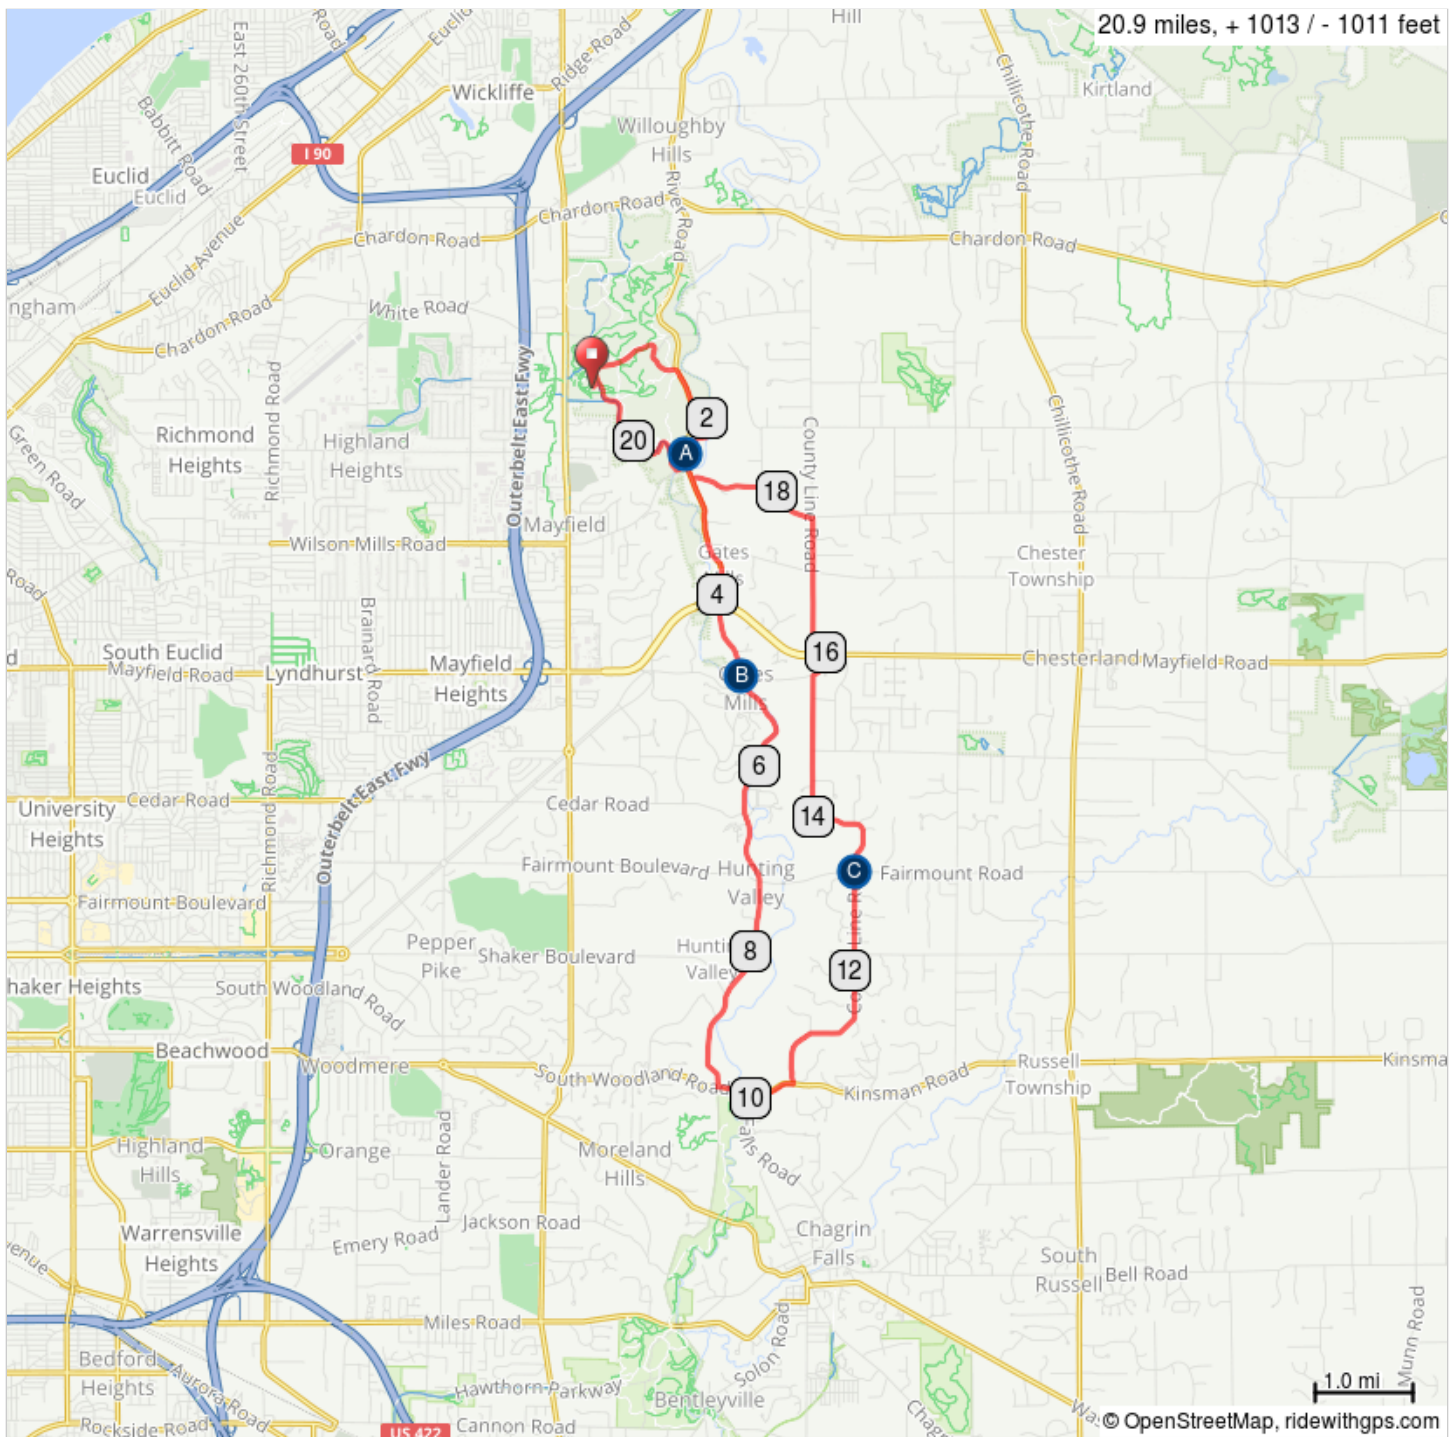 20.9 miles, + 1013 / - 1011 feet
Hill
Road
Euclid
Ridge Road
East 260th Street
Wickliffe
Chillicothe Road
Kirtland
Babbitt Road
Willoughby
Hills
I 90
Euclid
Euclid
River Road
Chardon Road
Chardon Road
Chardon Road
Euclid Avenue
ngham
White Road
Chardon Road
Outerbelt East Fwy
Richmond Road
2
Chillicothe Road
County Line Road
Green Road
Richmond
Heights
Highland
Heights
20
A
18
Mayfield
Wilson Mills Road
Gates
Chester
Township
Road
4
Brainard Road
South Euclid
Mayfield Road
Lyndhurst
Mayfield
Heights
16
Chesterland
Mayfield Road
d
B
Mills
6
Outerbelt East Fwy
University
Heights
Cedar Road
Cedar Road
14
Richmond Road
Fairmount Boulevard
Hunting
Valley
C
Fairmount Road
Fairmount Boulevard
Pepper
Pike
Shaker Boulevard
8
Valley
12
haker Heights
South Woodland Road
Beachwood
Woodmere
South Woodland Road
10
Kinsman Road
Russell
Township
Kinsma
Highland
Hills
Orange
Lander Road
Moreland
Hills
alls Road
Warrensville
Heights
Emery Road
Jackson Road
Chagrin
Falls
South
Russell
Bell Road
enue
Miles Road
Solon Road
Munn Road
Bedford
Heights
Aurora Road
Hawthorn Parkway
Bentleyville
1.0 mi
Rockside Road
US 422
Cannon Road
Chagr
Was
© OpenStreetMap, ridewithgps.com